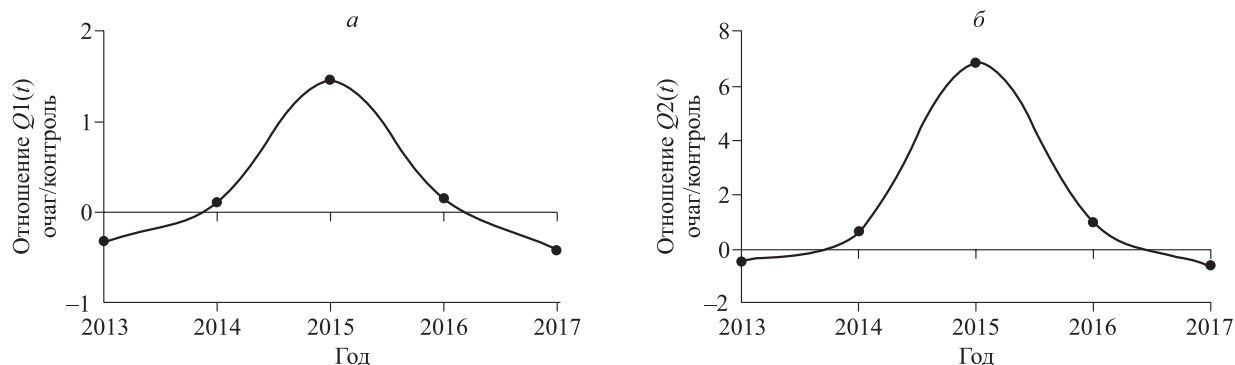 а
Отношение Q1(t)
очаг/контроль
2
1
0
–1
2013 2014 2015 2016 2017
Год
б
Отношение Q2(t)
очаг/контроль
8
6
4
2
0
–2
2013 2014 2015 2016 2017
Год